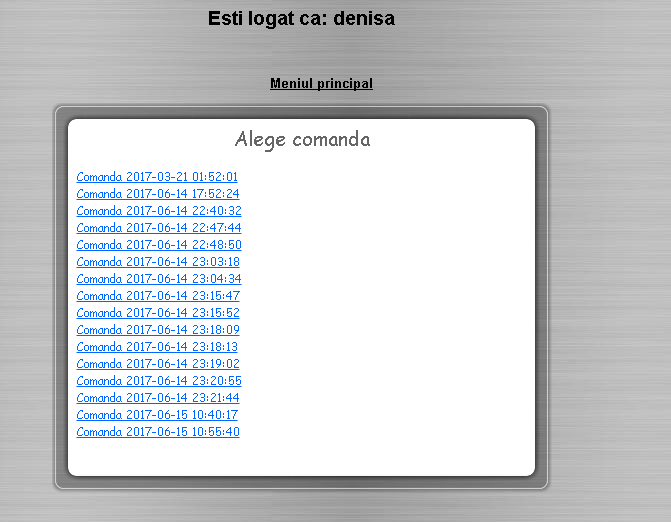 Esti logat ca: denisa
Meniul principal
Alege comanda
Comanda 2017-03-21 01:52:01
Comanda 2017-06-14 17:52:24
Comanda 2017-06-14 22:40:32
Comanda 2017-06-14 22:47:44
Comanda 2017-06-14 22:48:50
Comanda 2017-06-14 23:03:18
Comanda 2017-06-14 23:04:34
Comanda 2017-06-14 23:15:47
Comanda 2017-06-14 23:15:52
Comanda 2017-06-14 23:18:09
Comanda 2017-06-14 23:18:13
Comanda 2017-06-14 23:19:02
Comanda 2017-06-14 23:20:55
Comanda 2017-06-14 23:21:44
Comanda 2017-06-15 10:40:17
Comanda 2017-06-15 10:55:40